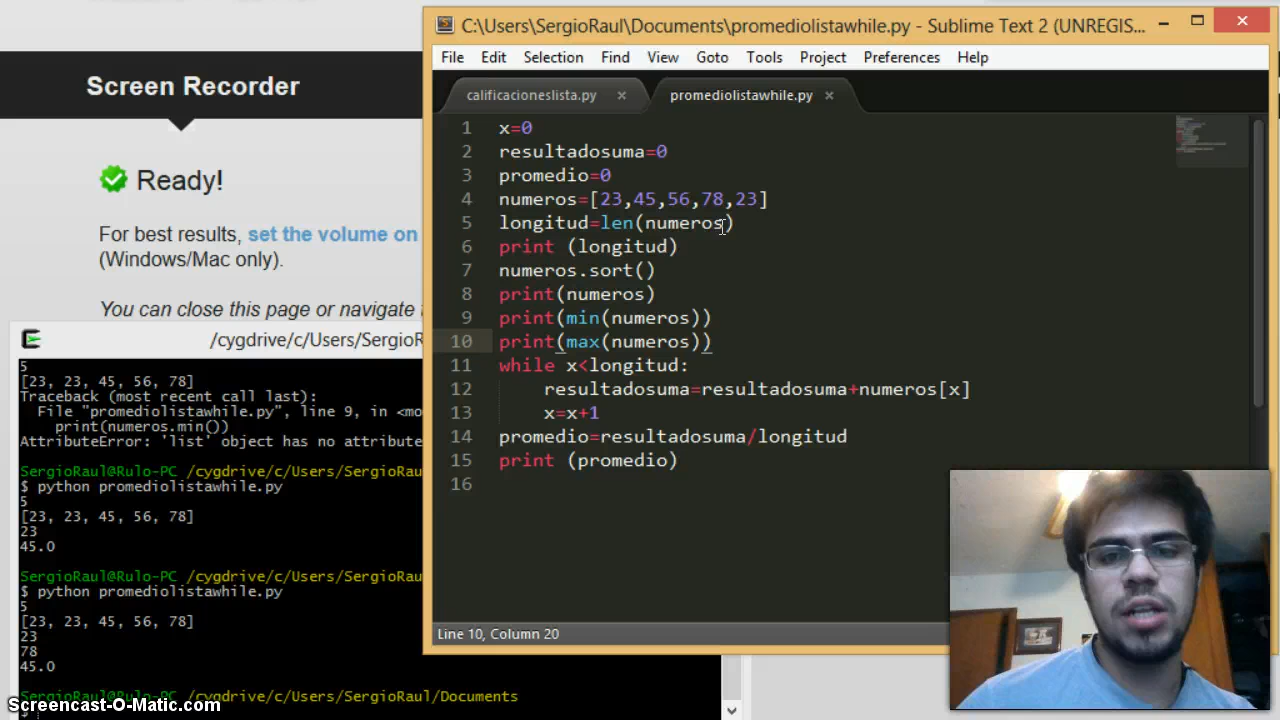 Screen Recorder
Ready!
For best results, set the volume on
(Windows/Mac only).
You can close this page or navigate
C:\Users\SergioRaul\Documents\promediolistawhile.py - Sublime Text 2 (UNREGIS...
File Edit Selection Find View Goto Tools Project Preferences Help
calificacioneslista.py × promediolistawhile.py ×
1 x=0
2 resultadosuma=0
3 promedio=0
4 numeros=[23,45,56,78,23]
5 longitud=len(numeros)
6 print (longitud)
7 numeros.sort()
8 print(numeros)
9 print(min(numeros))
10 print(max(numeros))
11 while x<longitud:
12 resultadosuma=resultadosuma+numeros[x]
13 x=x+1
14 promedio=resultadosuma/longitud
15 print (promedio)
16
Line 10, Column 20
/cygdrive/c/Users/SergioR
5
[23, 23, 45, 56, 78]
Traceback (most recent call last):
File "promediolistawhile.py", line 9, in <mo
print(numeros.min())
AttributeError: 'list' object has no attribute
SergioRaul@Rulo-PC /cygdrive/c/Users/SergioRau
$ python promediolistawhile.py
5
[23, 23, 45, 56, 78]
23
45.0
SergioRaul@Rulo-PC /cygdrive/c/Users/SergioRau
$ python promediolistawhile.py
5
[23, 23, 45, 56, 78]
23
78
45.0
SergioRaul@Rulo-PC /cygdrive/c/Users/SergioRaul/Documents
$
Screencast-O-Matic.com